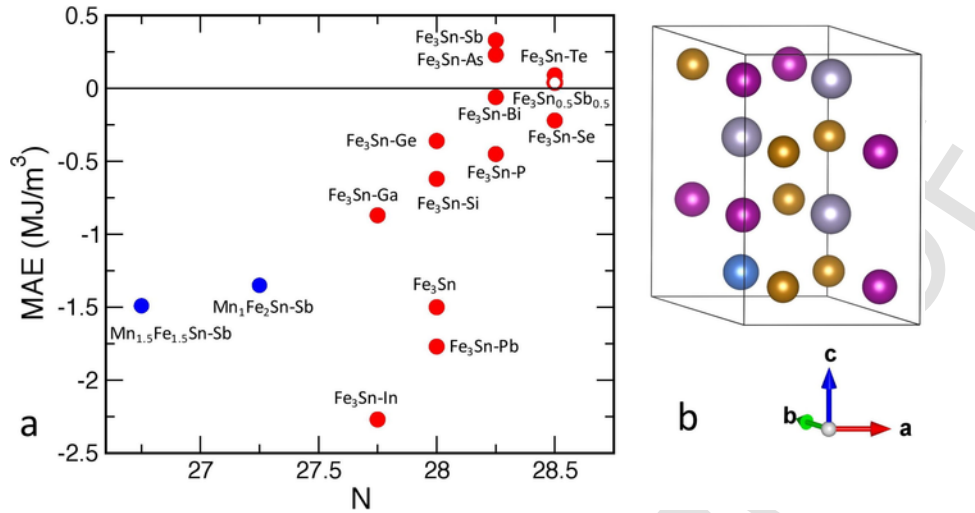 0.5
Fe₃Sn-Sb
Fe₃Sn-As
Fe₃Sn-Te
0
Fe₃Sn₀.₅Sb₀.₅
Fe₃Sn-Bi
Fe₃Sn-Se
Fe₃Sn-Ge
-0.5
Fe₃Sn-P
Fe₃Sn-Si
Fe₃Sn-Ga
-1
MAE (MJ/m³)
Fe₃Sn
-1.5
Mn₁Fe₂Sn-Sb
Mn₁.₅Fe₁.₅Sn-Sb
Fe₃Sn-Pb
-2
Fe₃Sn-In
a
-2.5
27 27.5 28 28.5
N
c
b
a
b